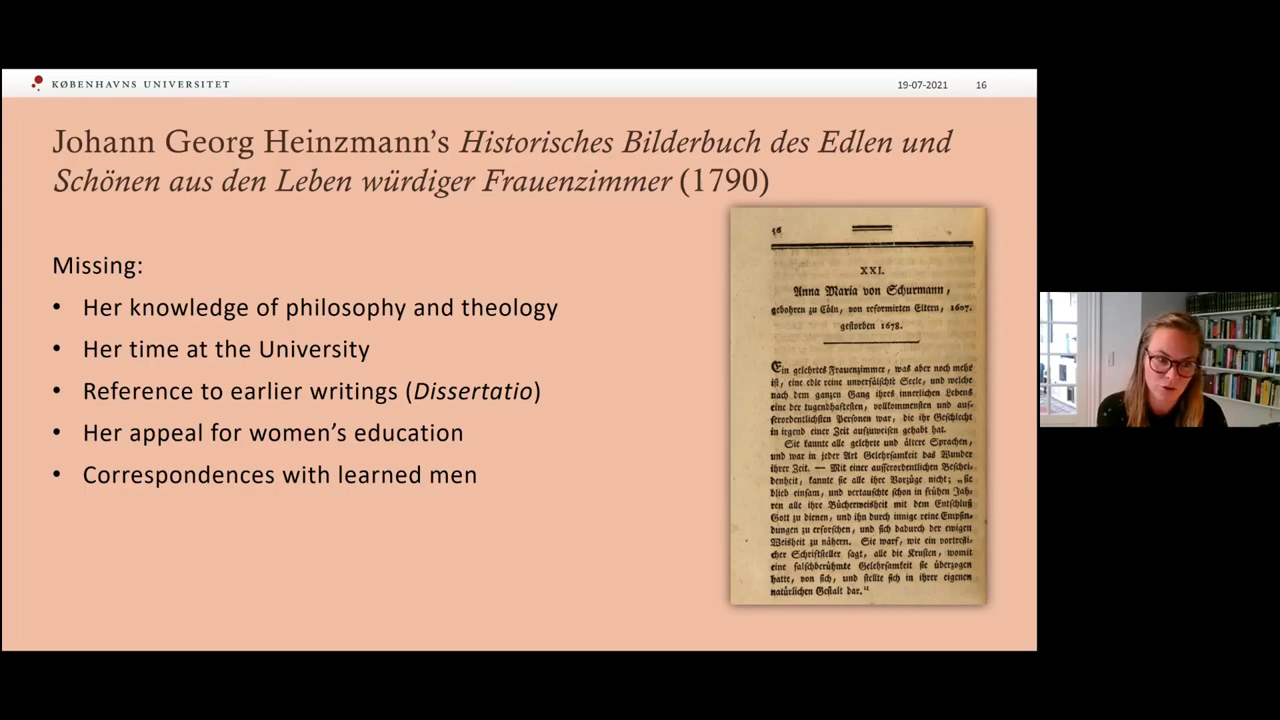 KØBENHAVNS UNIVERSITET
19-07-2021 16
Johann Georg Heinzmann’s Historisches Bilderbuch des Edlen und
Schönen aus den Leben würdiger Frauenzimmer (1790)
Missing:
• Her knowledge of philosophy and theology
• Her time at the University
• Reference to earlier writings (Dissertatio)
• Her appeal for women’s education
• Correspondences with learned men
56
XXI.
Anna Maria von Schurmann,
gebohren zu Cöln, von reformirten Eltern, 1607.
gestorben 1678.
Ein gelehrtes Frauenzimmer, was aber noch mehr
ist, eine edle reine unverfälschte Seele, und welche
nach dem ganzen Gang ihres innerlichen Lebens
eine der tugendhaftesten, vollkommensten und aus-
serordentlichsten Personen war, die ihr Geschlecht
in irgend einer Zeit aufzuweisen gehabt hat.
Sie kannte alle gelehrte und ältere Sprachen,
und war in jeder Art Gelehrsamkeit das Wunder
ihrer Zeit. — Mit einer ausserordentlichen Beschei-
denheit, kannte sie alle ihre Vorzüge nicht; „sie
blieb einsam, und vertauschte schon in frühen Jah-
ren alle ihre Bücherweisheit mit dem Entschluß
Gott zu dienen, und ihn durch innige reine Empfin-
dungen zu erforschen, und sich dadurch der ewigen
Weisheit zu nähern. Sie warf, wie ein vortrefli-
cher Schriftsteller sagt, alle die Krusten, womit
eine falschberühmte Gelehrsamkeit sie überzogen
hatte, von sich, und stellte sich in ihrer eigenen
natürlichen Gestalt dar.“